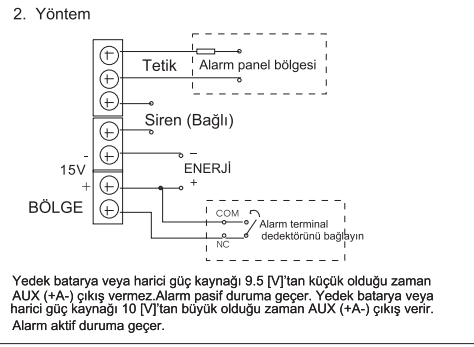 2. Yöntem
Tetik
Alarm panel bölgesi
Siren (Bağlı)
-
-
15V
ENERJİ
+
+
BÖLGE
COM
Alarm terminal
dedektörünü bağlayın
NC
Yedek batarya veya harici güç kaynağı 9.5 [V]'tan küçük olduğu zaman
AUX (+A-) çıkış vermez.Alarm pasif duruma geçer. Yedek batarya veya
harici güç kaynağı 10 [V]'tan büyük olduğu zaman AUX (+A-) çıkış verir.
Alarm aktif duruma geçer.